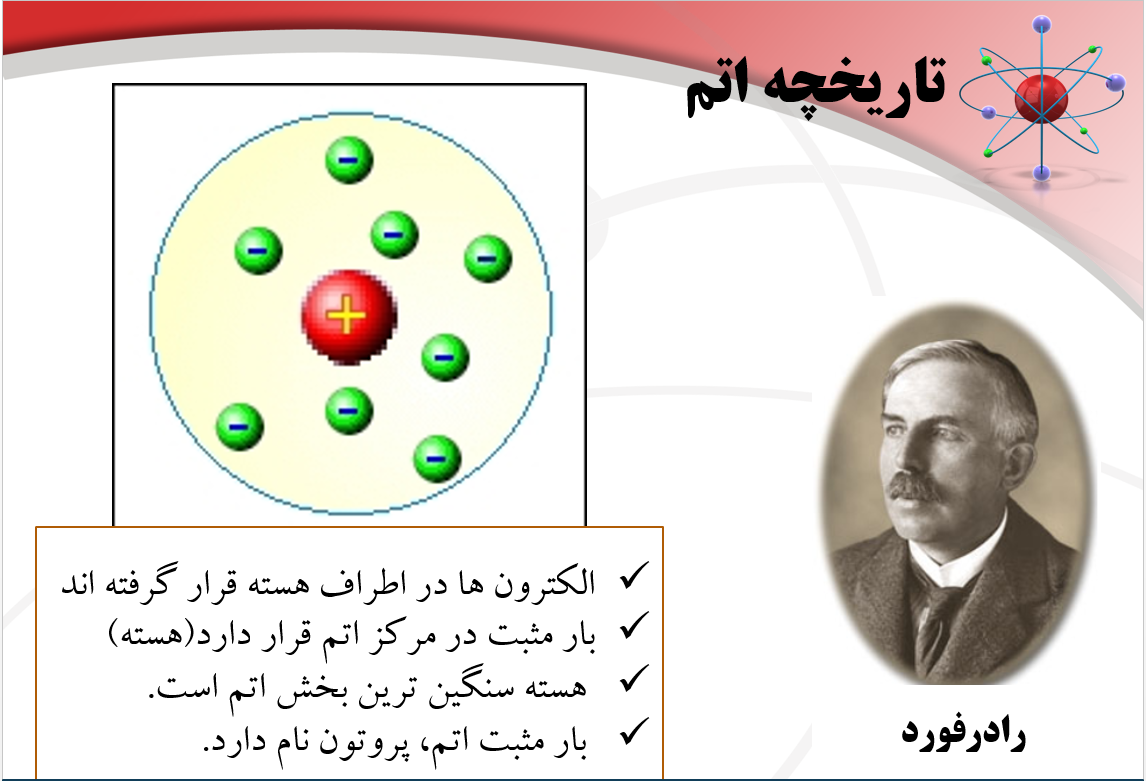 تاریخچه اتم
+
-
-
-
-
-
-
-
-
✓ الکترون ها در اطراف هسته قرار گرفته اند
✓ بار مثبت در مرکز اتم قرار دارد(هسته)
✓ هسته سنگین ترین بخش اتم است.
✓ بار مثبت اتم، پروتون نام دارد.
رادرفورد